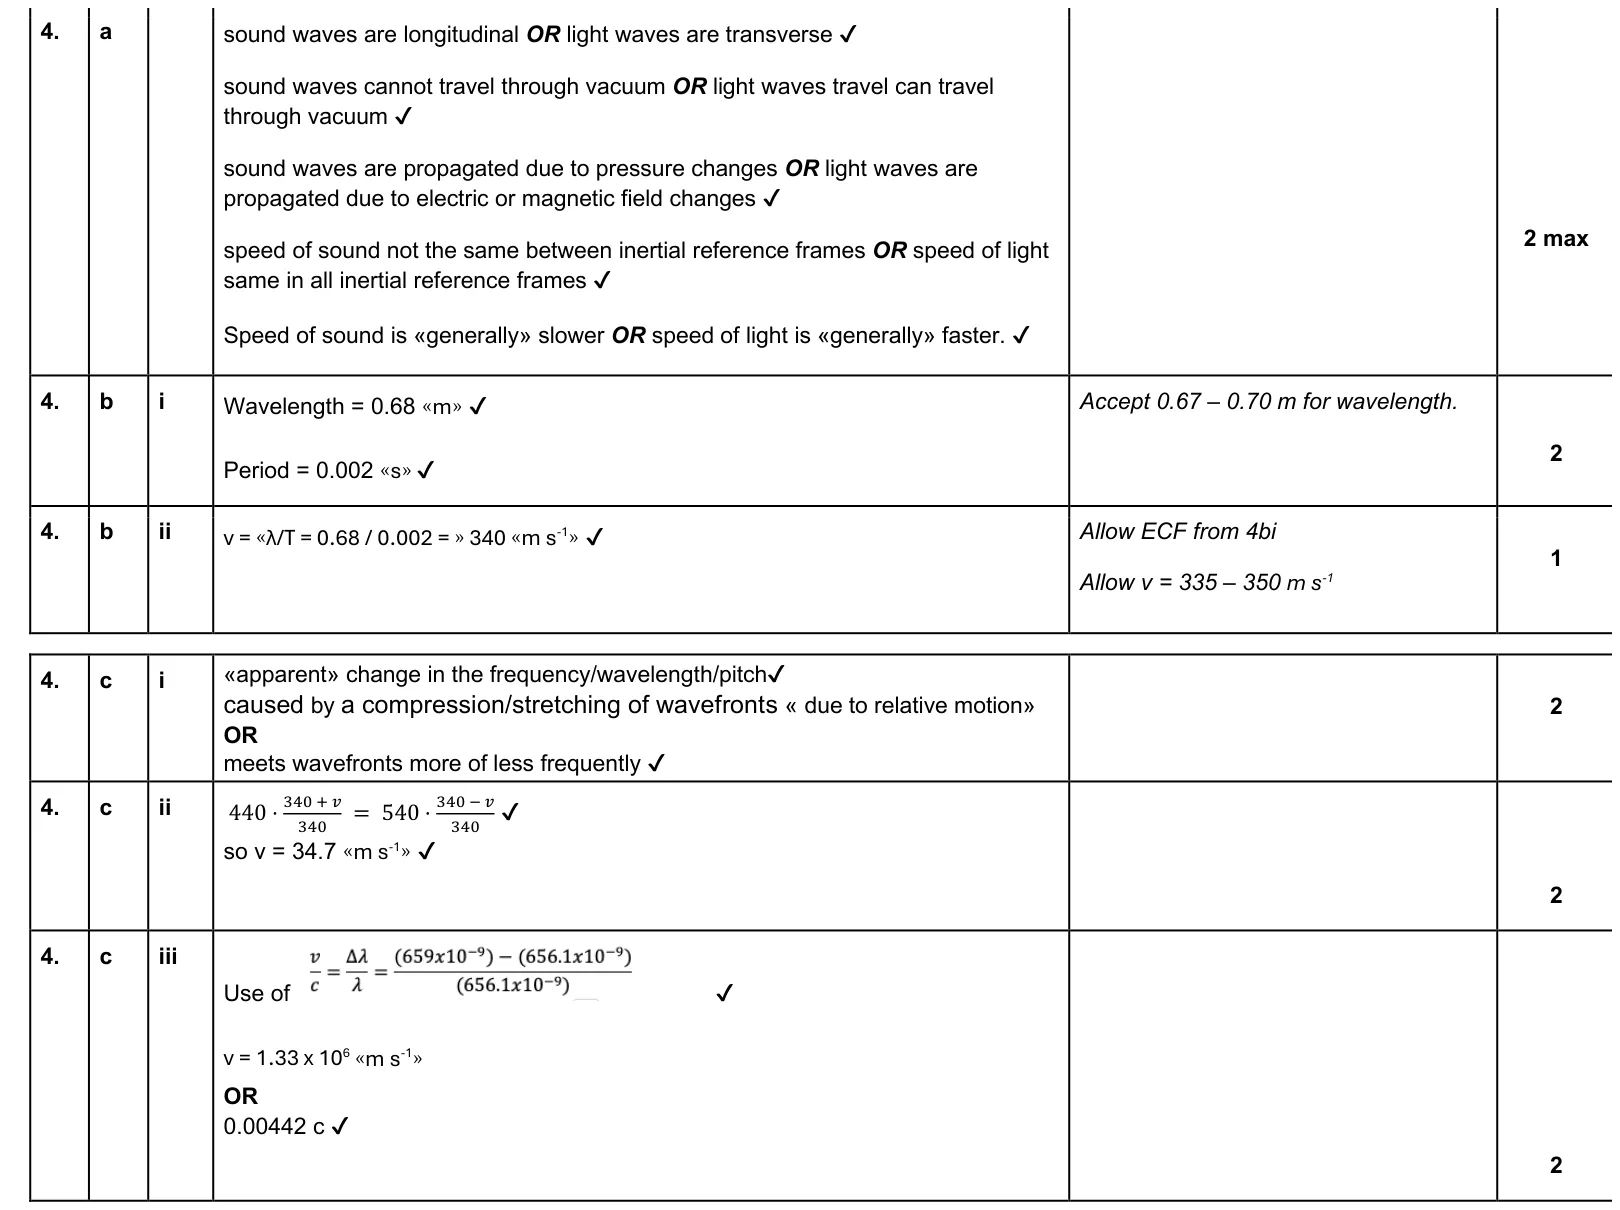 4. a sound waves are longitudinal OR light waves are transverse ✓
sound waves cannot travel through vacuum OR light waves travel can travel
through vacuum ✓
sound waves are propagated due to pressure changes OR light waves are
propagated due to electric or magnetic field changes ✓
speed of sound not the same between inertial reference frames OR speed of light
same in all inertial reference frames ✓
Speed of sound is «generally» slower OR speed of light is «generally» faster. ✓
2 max
4. b i Wavelength = 0.68 «m» ✓
Period = 0.002 «s» ✓
Accept 0.67 – 0.70 m for wavelength.
2
4. b ii v = «λ/T = 0.68 / 0.002 = » 340 «m s⁻¹» ✓
Allow ECF from 4bi
Allow v = 335 – 350 m s⁻¹
1
4. c i «apparent» change in the frequency/wavelength/pitch✓
caused by a compression/stretching of wavefronts « due to relative motion»
OR
meets wavefronts more of less frequently ✓
2
4. c ii 440 · (340 + v)/340 = 540 · (340 − v)/340 ✓
so v = 34.7 «m s⁻¹» ✓
2
4. c iii Use of v/c = Δλ/λ = ((659x10⁻⁹) − (656.1x10⁻⁹))/(656.1x10⁻⁹) ✓
v = 1.33 x 10⁶ «m s⁻¹»
OR
0.00442 c ✓
2